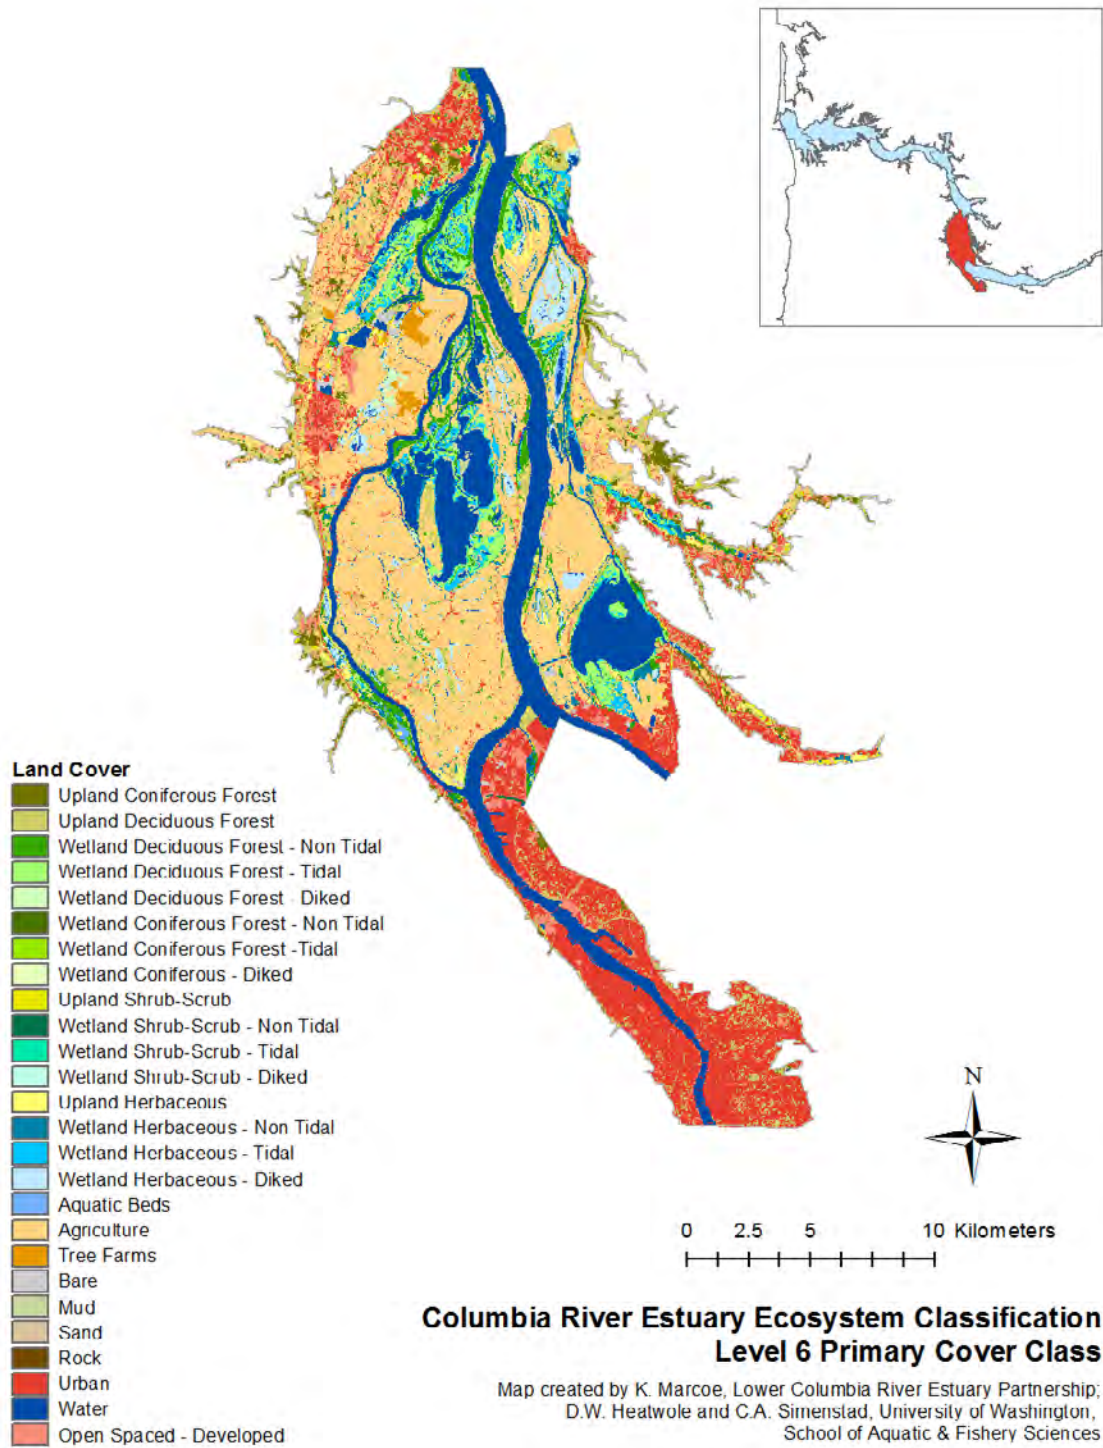 Land Cover
Upland Coniferous Forest
Upland Deciduous Forest
Wetland Deciduous Forest - Non Tidal
Wetland Deciduous Forest - Tidal
Wetland Deciduous Forest - Diked
Wetland Coniferous Forest - Non Tidal
Wetland Coniferous Forest -Tidal
Wetland Coniferous - Diked
Upland Shrub-Scrub
Wetland Shrub-Scrub - Non Tidal
Wetland Shrub-Scrub - Tidal
Wetland Shrub-Scrub - Diked
Upland Herbaceous
Wetland Herbaceous - Non Tidal
Wetland Herbaceous - Tidal
Wetland Herbaceous - Diked
Aquatic Beds
Agriculture
Tree Farms
Bare
Mud
Sand
Rock
Urban
Water
Open Spaced - Developed
N
0 2.5 5 10 Kilometers
Columbia River Estuary Ecosystem Classification
Level 6 Primary Cover Class
Map created by K. Marcoe, Lower Columbia River Estuary Partnership;
D.W. Heatwole and C.A. Simenstad, University of Washington,
School of Aquatic & Fishery Sciences